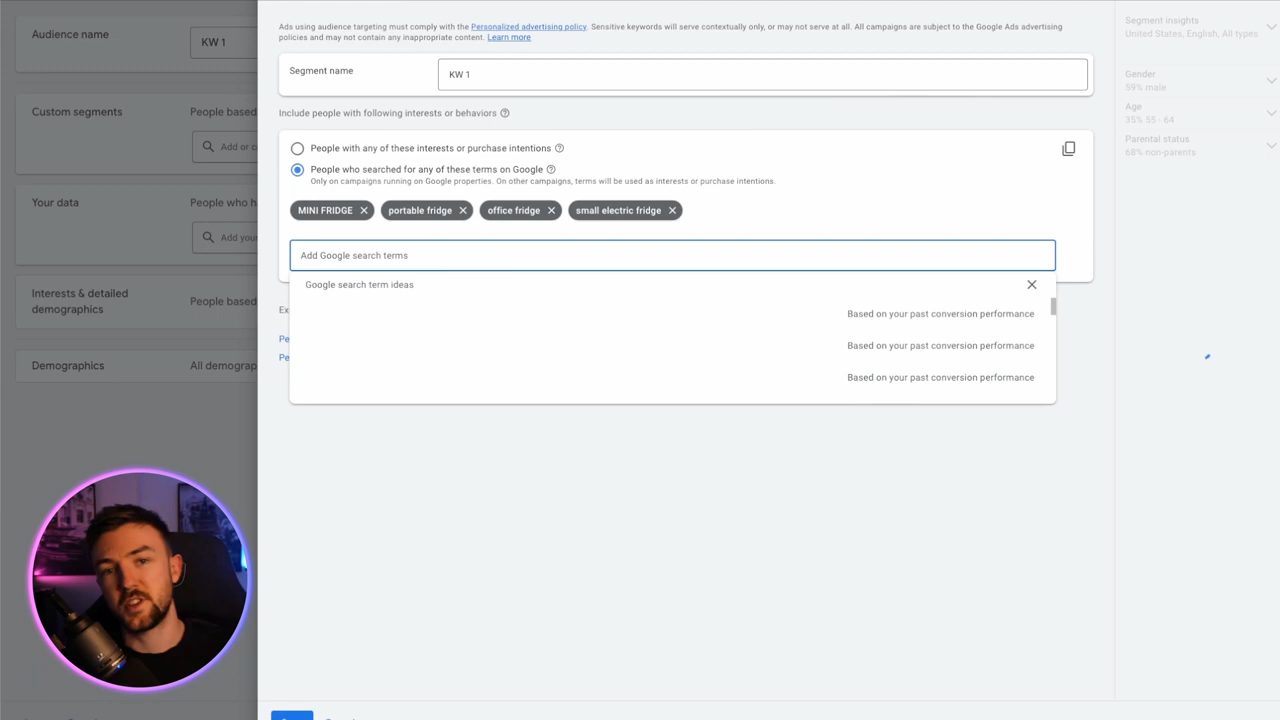 Audience name
KW 1
Custom segments
People based
Add or c
Your data
People who h
Add your
Interests & detailed
demographics
People based
Demographics
All demograp
Ads using audience targeting must comply with the Personalized advertising policy. Sensitive keywords will serve contextually only, or may not serve at all. All campaigns are subject to the Google Ads advertising
policies and may not contain any inappropriate content. Learn more
Segment name
KW 1
Include people with following interests or behaviors
People with any of these interests or purchase intentions
People who searched for any of these terms on Google
Only on campaigns running on Google properties. On other campaigns, terms will be used as interests or purchase intentions.
MINI FRIDGE
portable fridge
office fridge
small electric fridge
Add Google search terms
Google search term ideas
Based on your past conversion performance
Based on your past conversion performance
Based on your past conversion performance
Ex
Pe
Pe
Segment insights
United States, English, All types
Gender
59% male
Age
35% 55 - 64
Parental status
68% non-parents